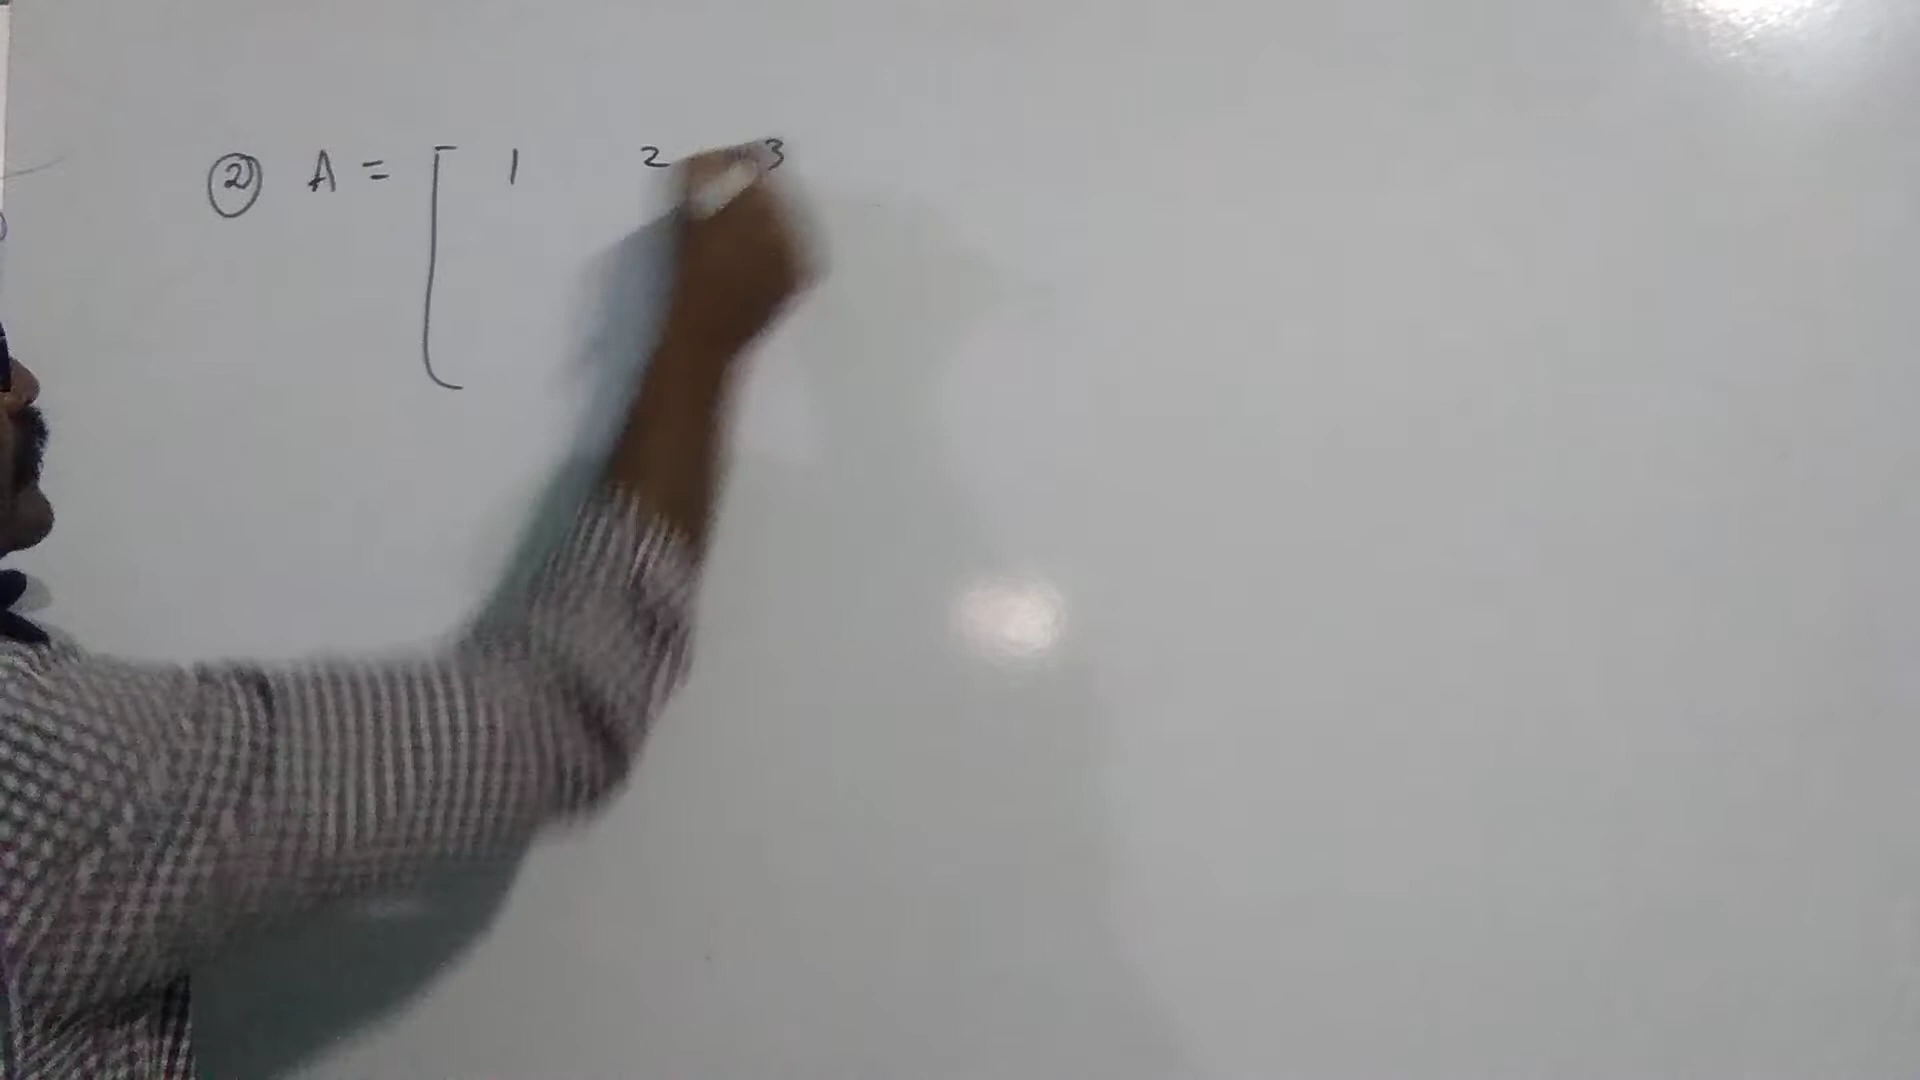 ② A = [ 1 2 3